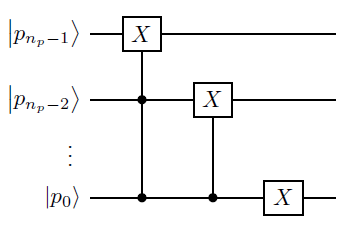 |p_{n_p−1}⟩ X
|p_{n_p−2}⟩ X
⋮
|p_0⟩ X